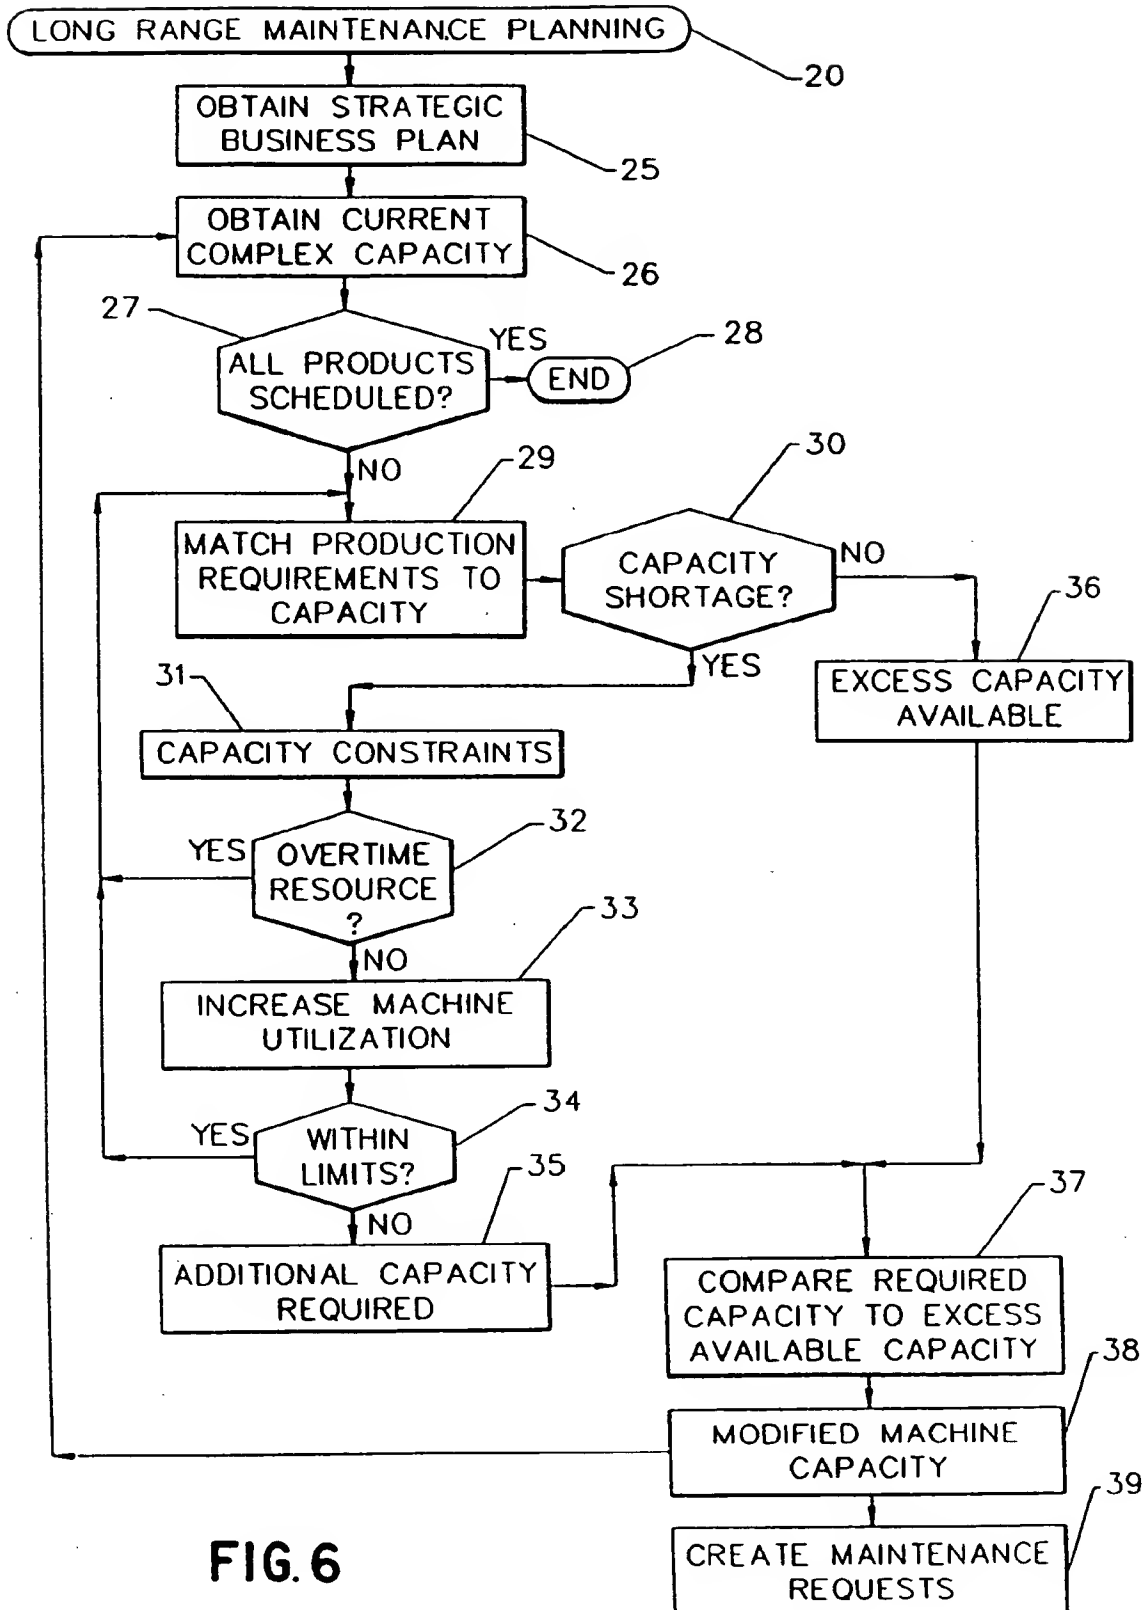 LONG RANGE MAINTENANCE PLANNING
20
OBTAIN STRATEGIC
BUSINESS PLAN
25
OBTAIN CURRENT
COMPLEX CAPACITY
26
27
ALL PRODUCTS
SCHEDULED?
YES
END
28
NO
29
MATCH PRODUCTION
REQUIREMENTS TO
CAPACITY
30
CAPACITY
SHORTAGE?
NO
YES
36
EXCESS CAPACITY
AVAILABLE
31
CAPACITY CONSTRAINTS
32
YES
OVERTIME
RESOURCE
?
NO
33
INCREASE MACHINE
UTILIZATION
34
YES
WITHIN
LIMITS?
NO
35
ADDITIONAL CAPACITY
REQUIRED
37
COMPARE REQUIRED
CAPACITY TO EXCESS
AVAILABLE CAPACITY
38
MODIFIED MACHINE
CAPACITY
39
CREATE MAINTENANCE
REQUESTS
FIG. 6